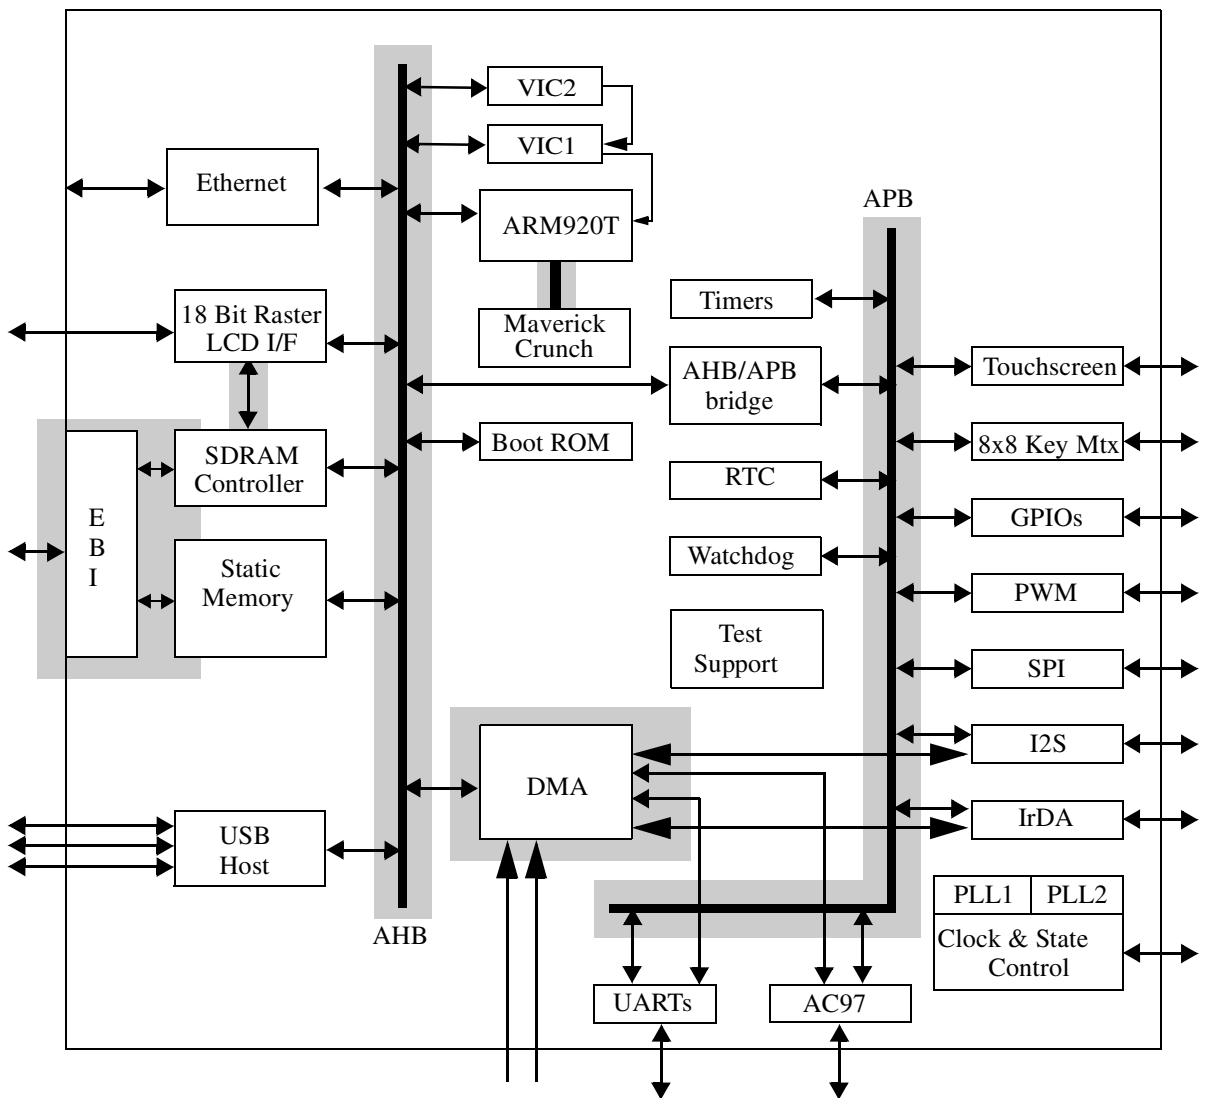 VIC2
VIC1
Ethernet
ARM920T
APB
18 Bit Raster
LCD I/F
Maverick
Crunch
Timers
AHB/APB
bridge
Touchscreen
Boot ROM
8x8 Key Mtx
SDRAM
Controller
RTC
E
B
I
GPIOs
Static
Memory
Watchdog
PWM
Test
Support
SPI
I2S
DMA
IrDA
USB
Host
PLL1
PLL2
AHB
Clock & State
Control
UARTs
AC97